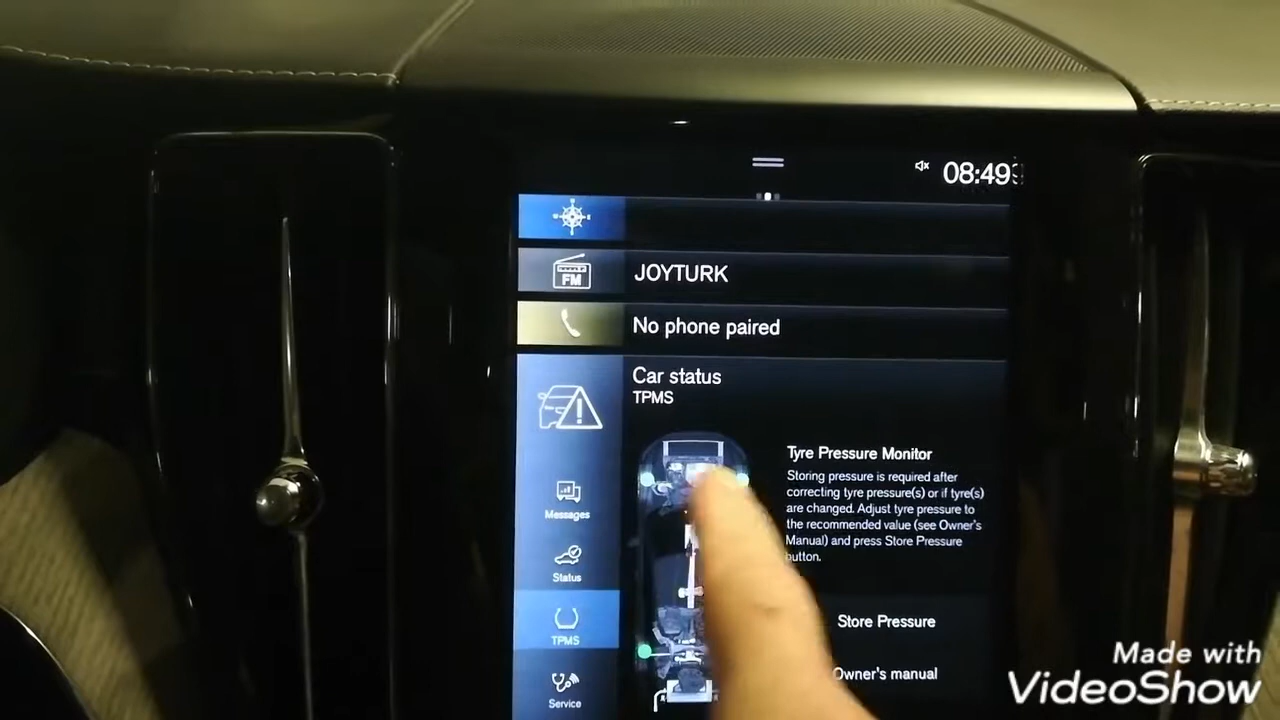 08:49
FM
JOYTURK
No phone paired
Car status
TPMS
Tyre Pressure Monitor
Storing pressure is required after
correcting tyre pressure(s) or if tyre(s)
are changed. Adjust tyre pressure to
the recommended value (see Owner's
Manual) and press Store Pressure
button.
Messages
Status
TPMS
Service
Store Pressure
Owner's manual
Made with
VideoShow